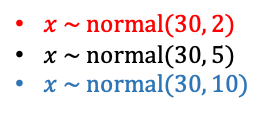 • x ~ normal(30, 2)
• x ~ normal(30, 5)
• x ~ normal(30, 10)